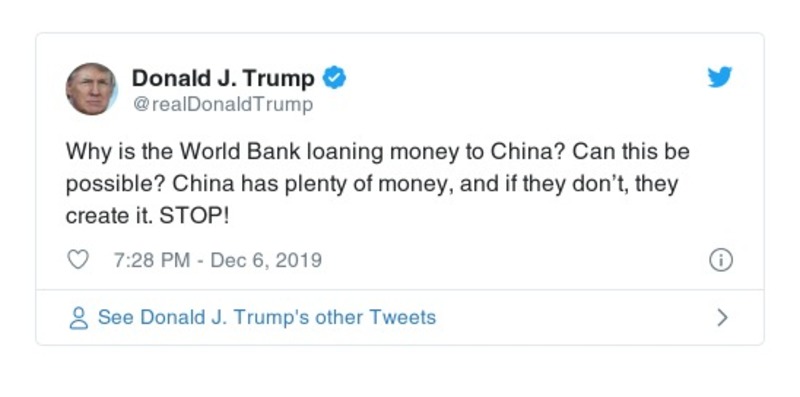 Donald J. Trump
@realDonaldTrump
Why is the World Bank loaning money to China? Can this be
possible? China has plenty of money, and if they don’t, they
create it. STOP!
7:28 PM - Dec 6, 2019
See Donald J. Trump's other Tweets